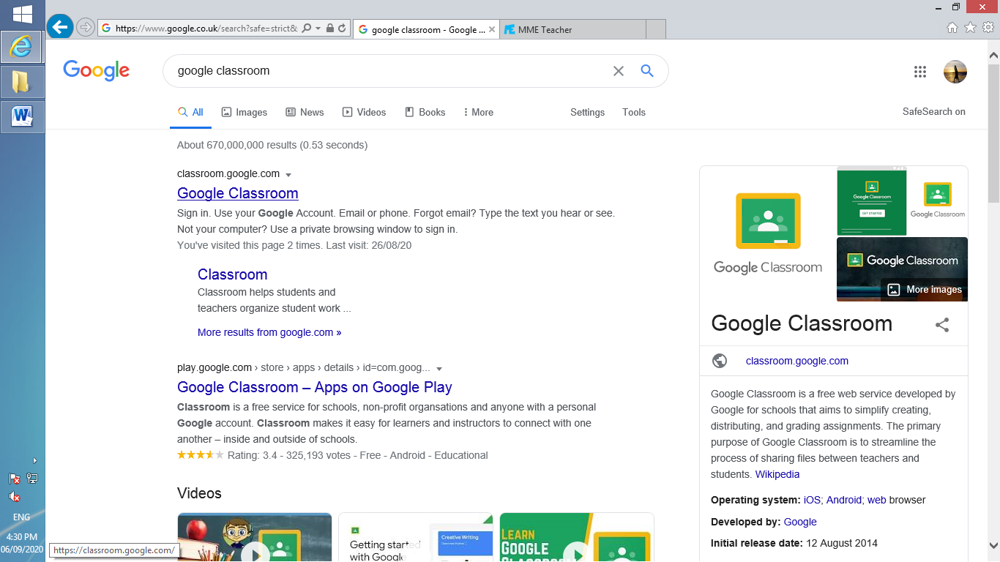 https://www.google.co.uk/search?safe=strict&
google classroom - Google ...
MME Teacher
Google
google classroom
All
Images
News
Videos
Books
More
Settings
Tools
SafeSearch on
About 670,000,000 results (0.53 seconds)
classroom.google.com
Google Classroom
Sign in. Use your Google Account. Email or phone. Forgot email? Type the text you hear or see.
Not your computer? Use a private browsing window to sign in.
You've visited this page 2 times. Last visit: 26/08/20
Classroom
Classroom helps students and
teachers organize student work ...
More results from google.com »
play.google.com › store › apps › details › id=com.goog...
Google Classroom – Apps on Google Play
Classroom is a free service for schools, non-profit organsations and anyone with a personal
Google account. Classroom makes it easy for learners and instructors to connect with one
another – inside and outside of schools.
Rating: 3.4 - 325,193 votes - Free - Android - Educational
Videos
Getting started
with Google
Creative Writing
LEARN
GOOGLE
Google Classroom
Google Classroom
GET STARTED
Google Classroom
Google Classroom
More images
Google Classroom
classroom.google.com
Google Classroom is a free web service developed by
Google for schools that aims to simplify creating,
distributing, and grading assignments. The primary
purpose of Google Classroom is to streamline the
process of sharing files between teachers and
students. Wikipedia
Operating system: iOS; Android; web browser
Developed by: Google
Initial release date: 12 August 2014
ENG
4:30 PM
06/09/2020
https://classroom.google.com/